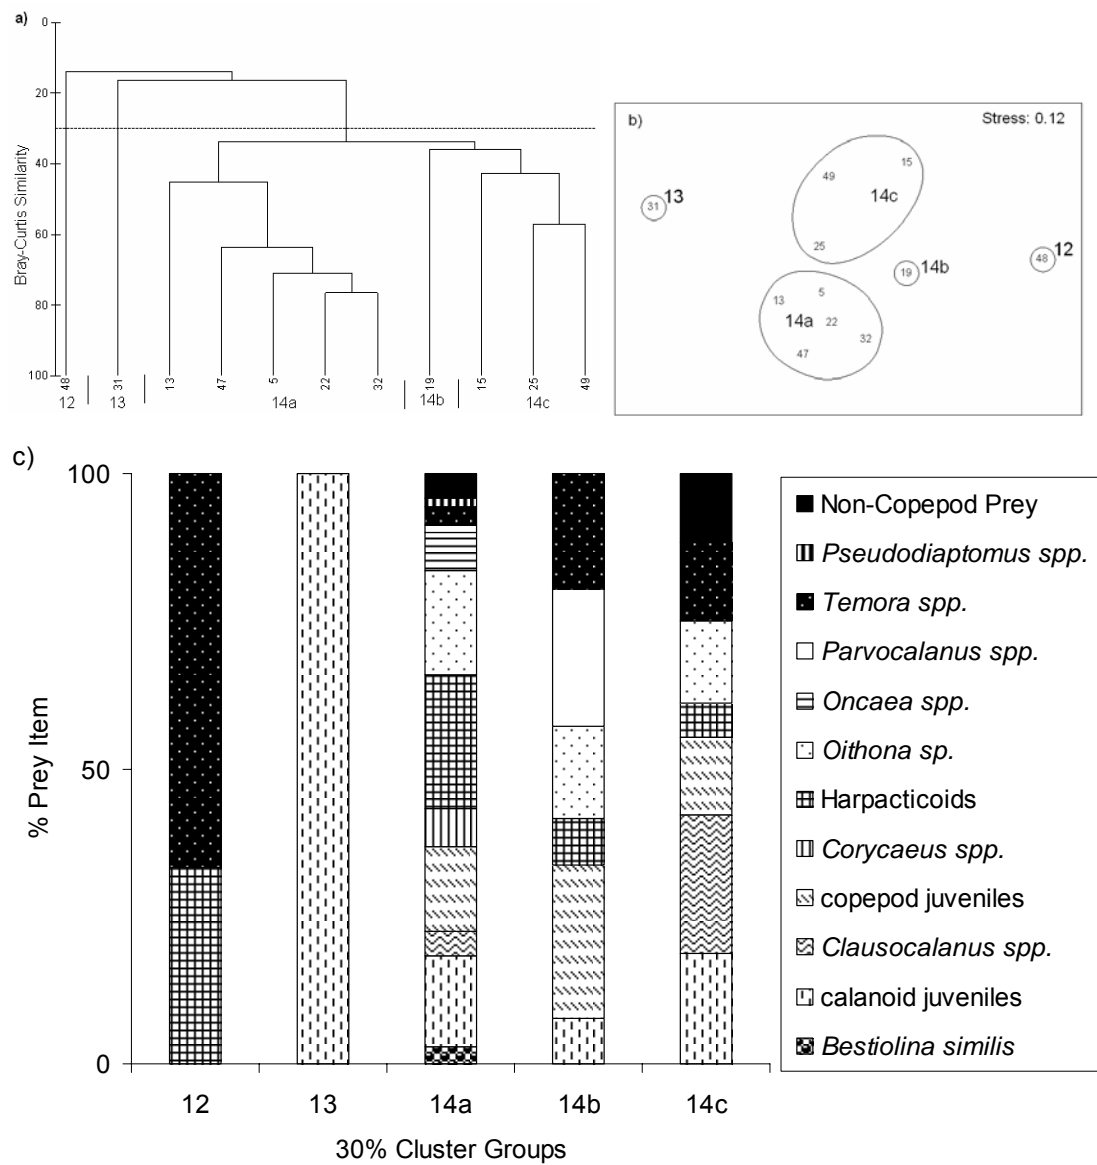 a)
0
20
40
60
80
100
Bray-Curtis Similarity
48 31 13 47 5 22 32 19 15 25 49
12 13 14a 14b 14c
b)
Stress: 0.12
15
49
14c
31 13
25
48 12
19 14b
13
5
14a
22
32
47
c)
100
50
0
% Prey Item
12 13 14a 14b 14c
30% Cluster Groups
Non-Copepod Prey
Pseudodiaptomus spp.
Temora spp.
Parvocalanus spp.
Oncaea spp.
Oithona sp.
Harpacticoids
Corycaeus spp.
copepod juveniles
Clausocalanus spp.
calanoid juveniles
Bestiolina similis